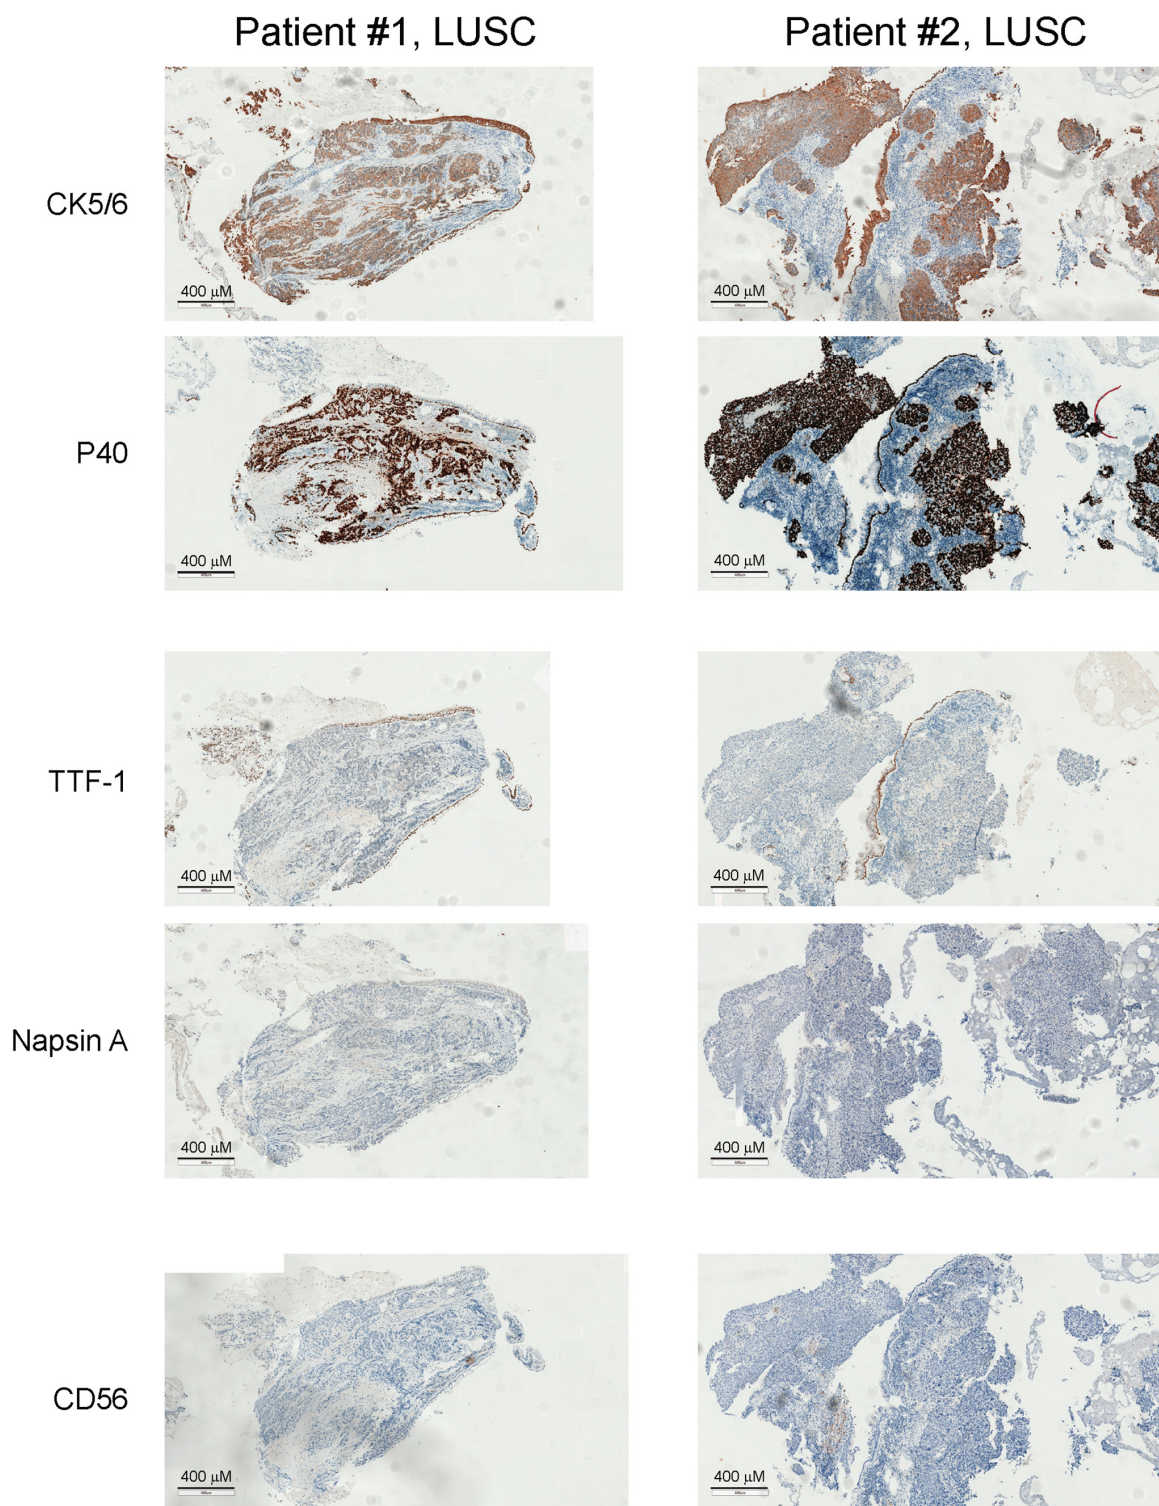 Patient #1, LUSC
Patient #2, LUSC
CK5/6
400 μM
400 μM
P40
400 μM
400 μM
TTF-1
400 μM
400 μM
Napsin A
400 μM
400 μM
CD56
400 μM
400 μM